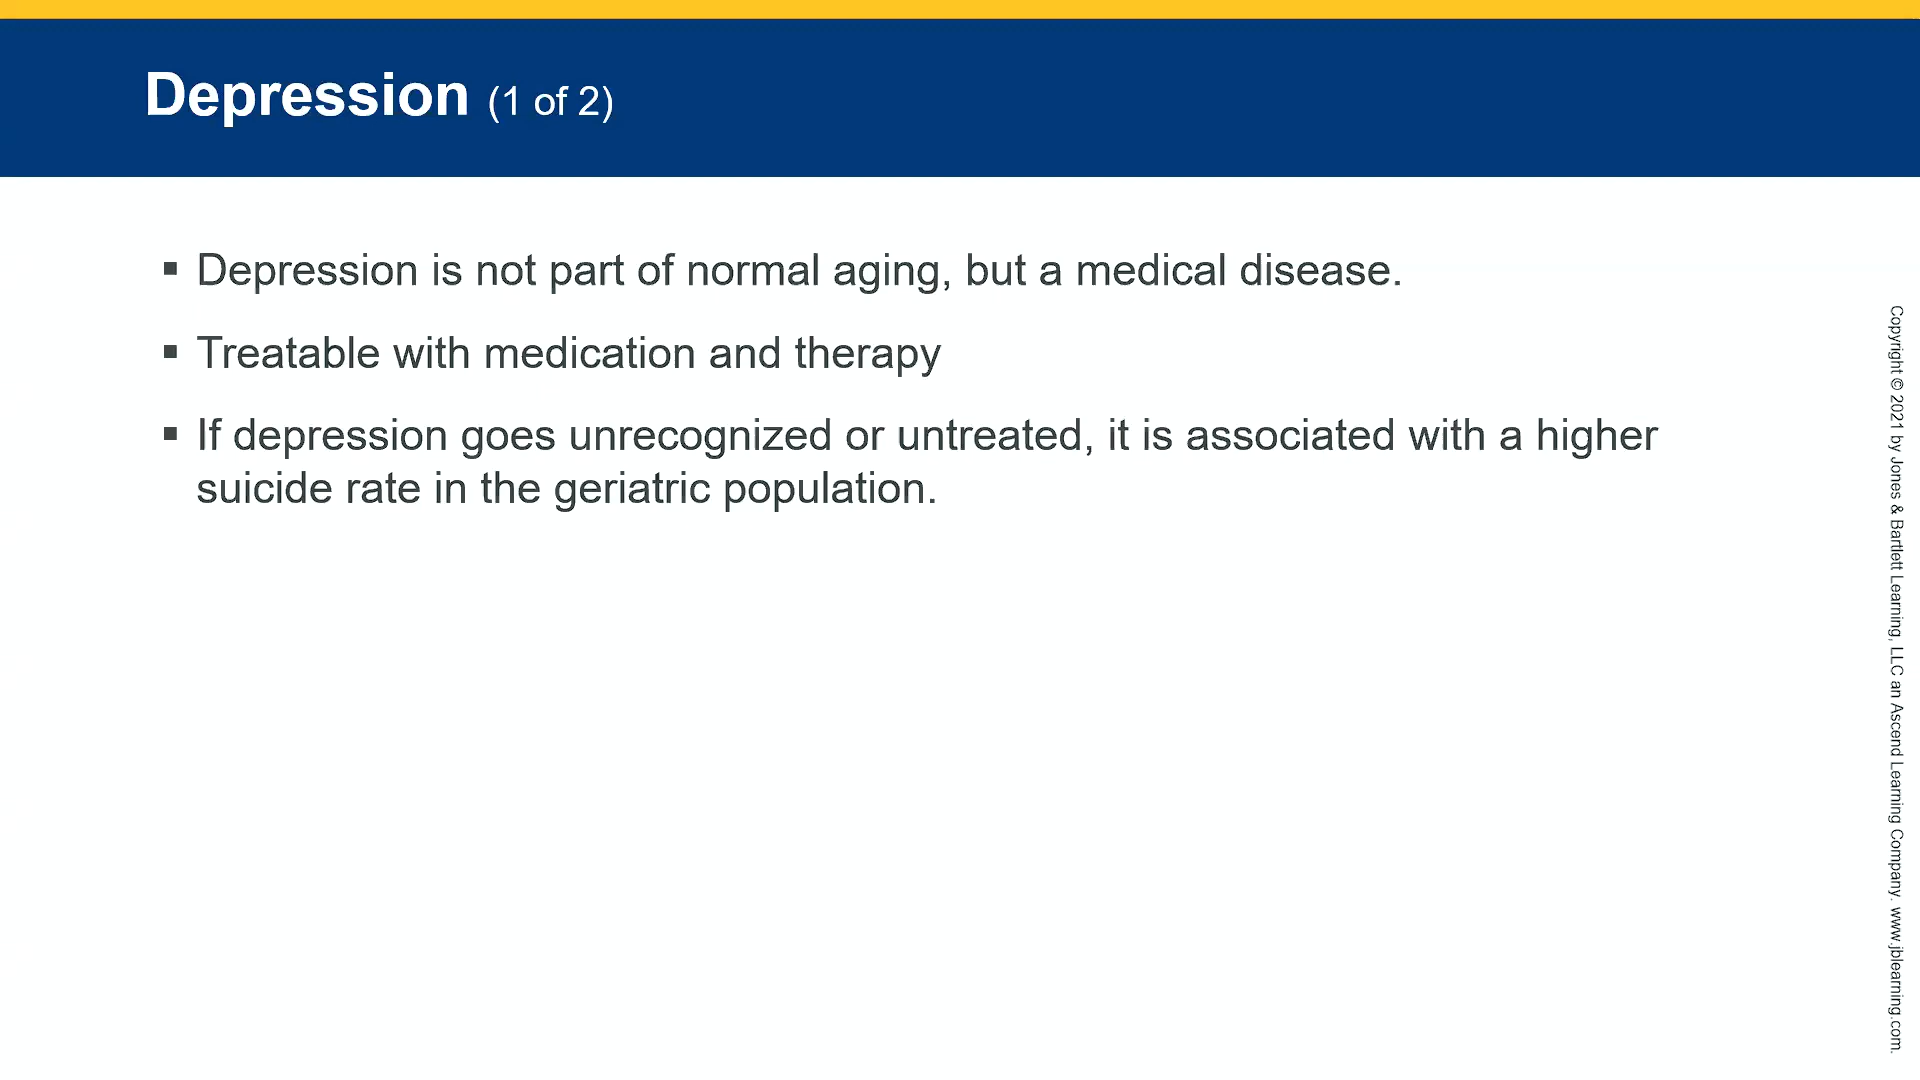 Depression (1 of 2)
▪ Depression is not part of normal aging, but a medical disease.
▪ Treatable with medication and therapy
▪ If depression goes unrecognized or untreated, it is associated with a higher
suicide rate in the geriatric population.
Copyright © 2021 by Jones & Bartlett Learning, LLC an Ascend Learning Company. www.jblearning.com.